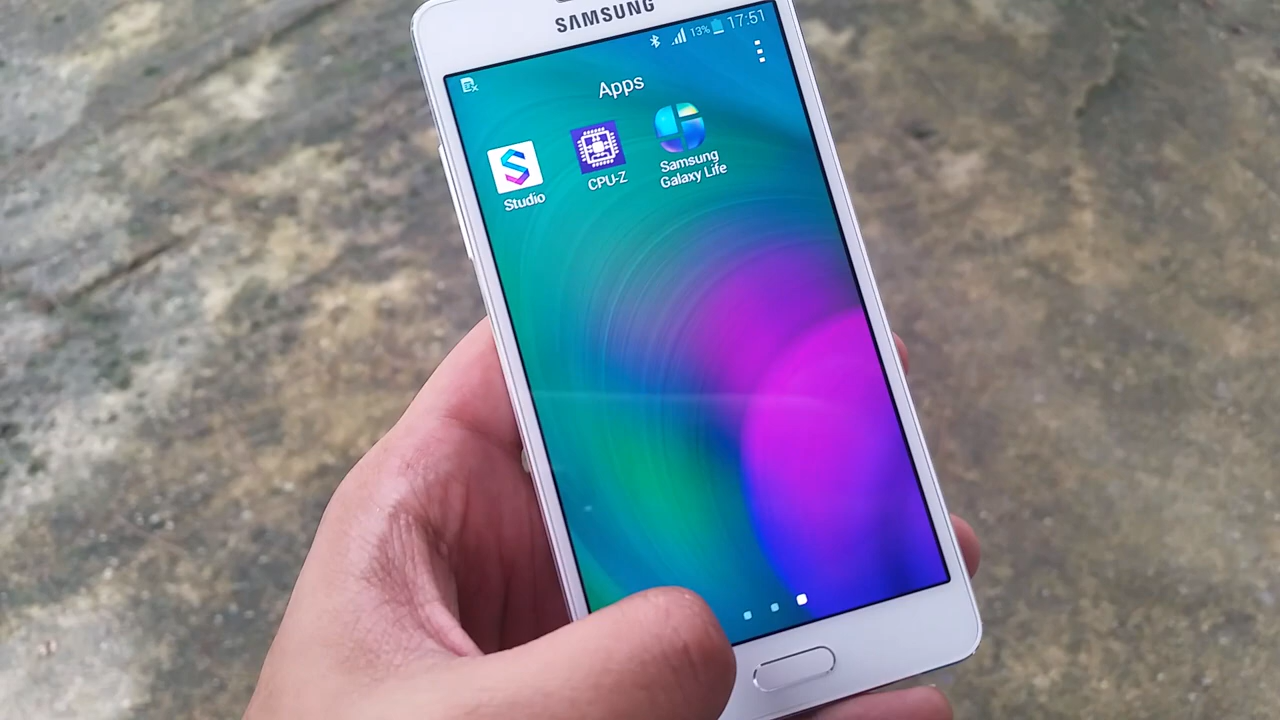 SAMSUNG
13% 17:51
Apps
Studio
CPU-Z
Samsung
Galaxy Life